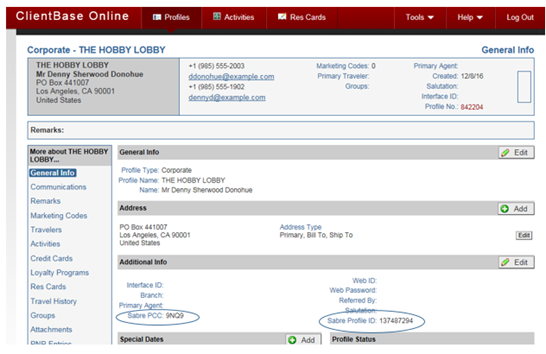 ClientBase Online
Profiles
Activities
Res Cards
Tools
Help
Log Out
Corporate - THE HOBBY LOBBY
General Info
THE HOBBY LOBBY
Mr Denny Sherwood Donohue
PO Box 441007
Los Angeles, CA 90001
United States
+1 (985) 555-2003
ddonohue@example.com
+1 (985) 555-1902
dennyd@example.com
Marketing Codes: 0
Primary Traveler:
Groups:
Primary Agent:
Created: 12/8/16
Salutation:
Interface ID:
Profile No.: 842204
Remarks:
More about THE HOBBY
LOBBY...
General Info
Communications
Remarks
Marketing Codes
Travelers
Activities
Credit Cards
Loyalty Programs
Res Cards
Travel History
Groups
Attachments
PNR Entries
General Info
Edit
Profile Type: Corporate
Profile Name: THE HOBBY LOBBY
Name: Mr Denny Sherwood Donohue
Address
Add
PO Box 441007
Los Angeles, CA 90001
United States
Address Type
Primary, Bill To, Ship To
Edit
Additional Info
Edit
Interface ID:
Branch:
Primary Agent:
Sabre PCC: 9NQ9
Web ID:
Web Password:
Referred By:
Salutation:
Sabre Profile ID: 137487294
Special Dates
Add
Profile Status